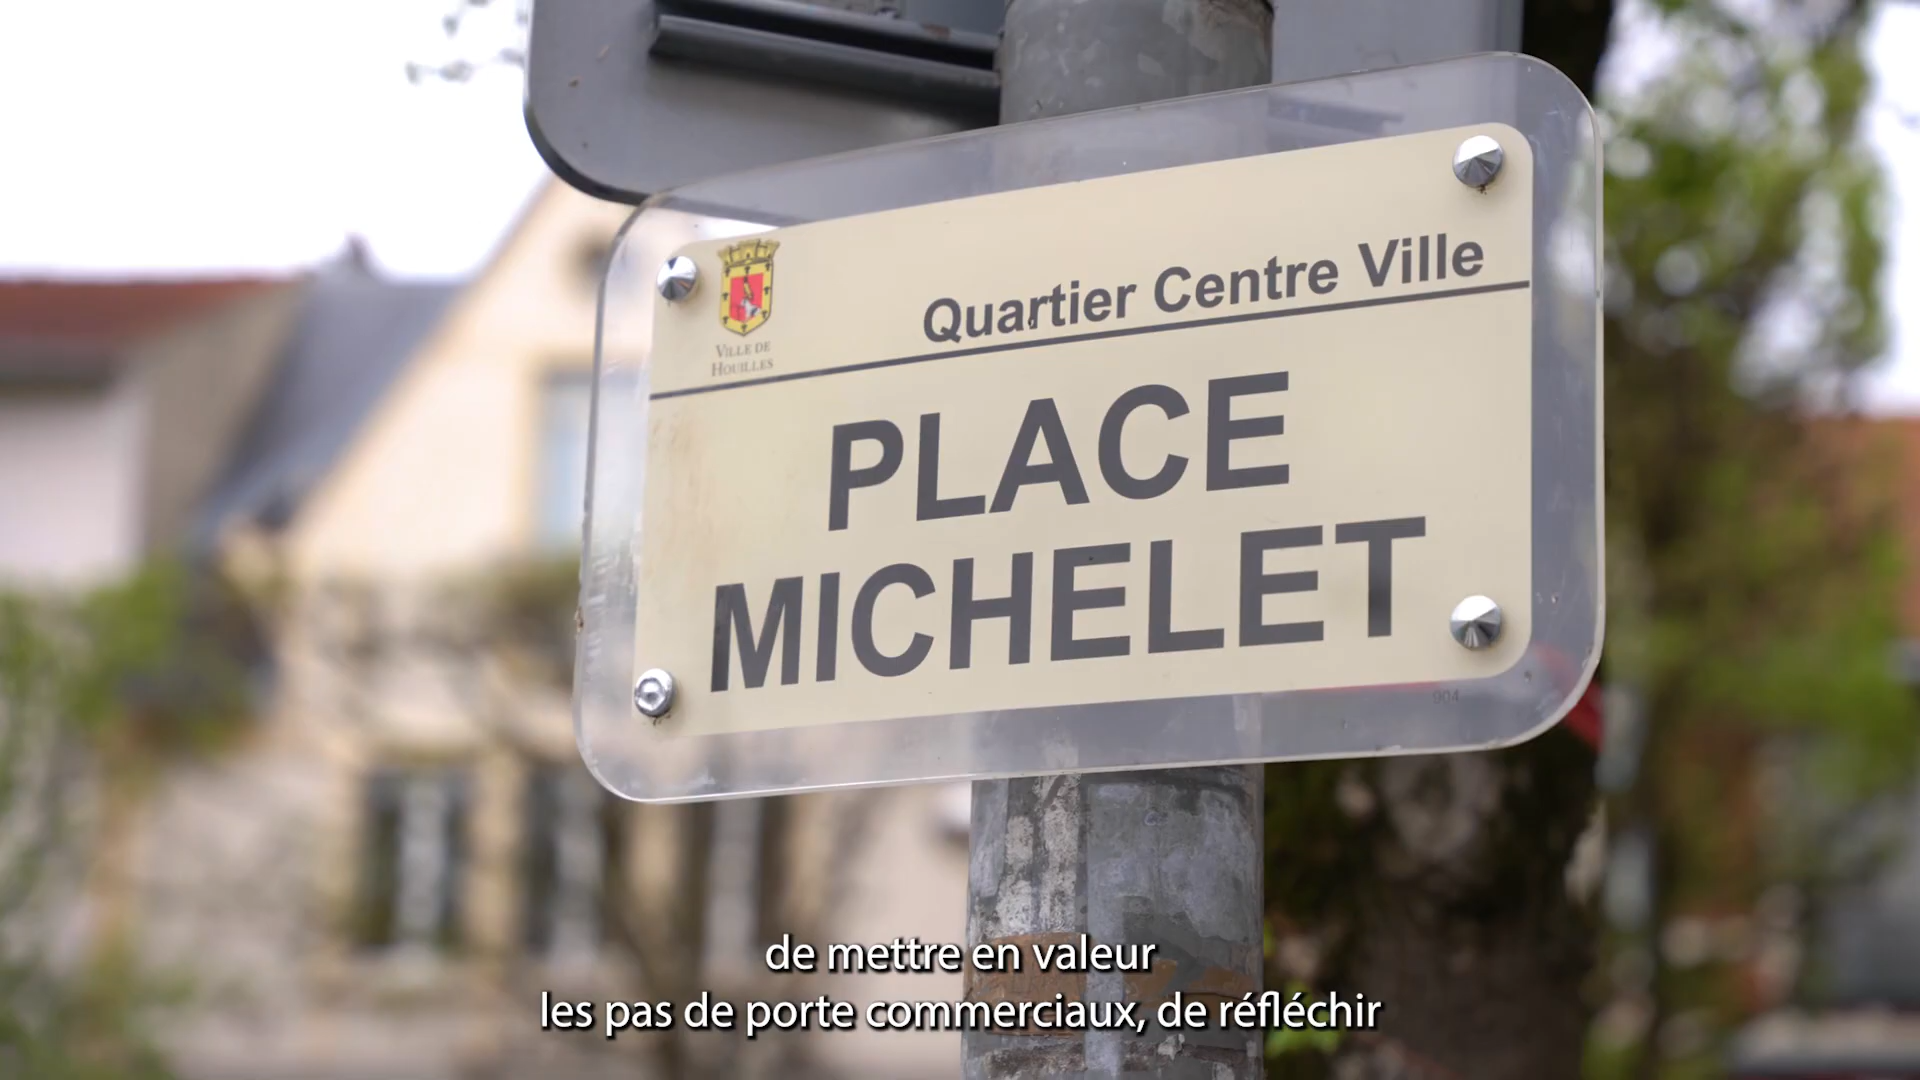 Quartier Centre Ville
VILLE DE
HOUILLES
PLACE
MICHELET
904
de mettre en valeur
les pas de porte commerciaux, de réfléchir